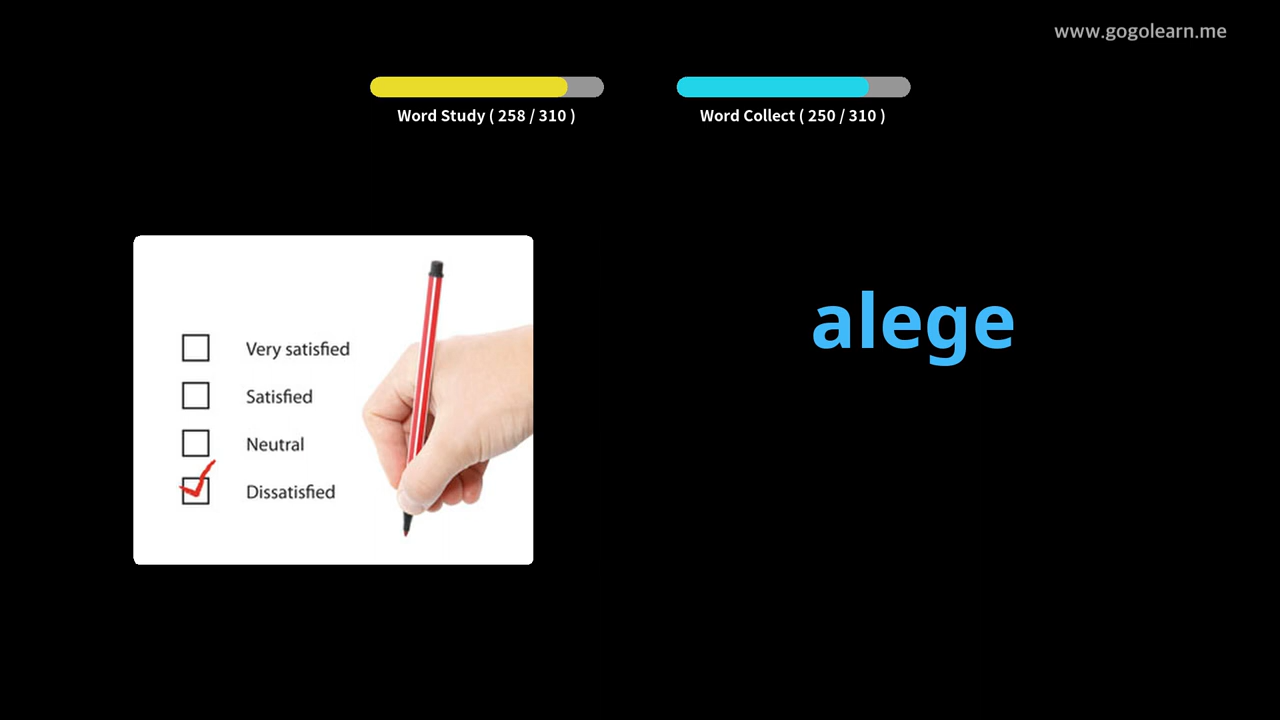 www.gogolearn.me
Word Study ( 258 / 310 )
Word Collect ( 250 / 310 )
Very satisfied
Satisfied
Neutral
Dissatisfied
alege